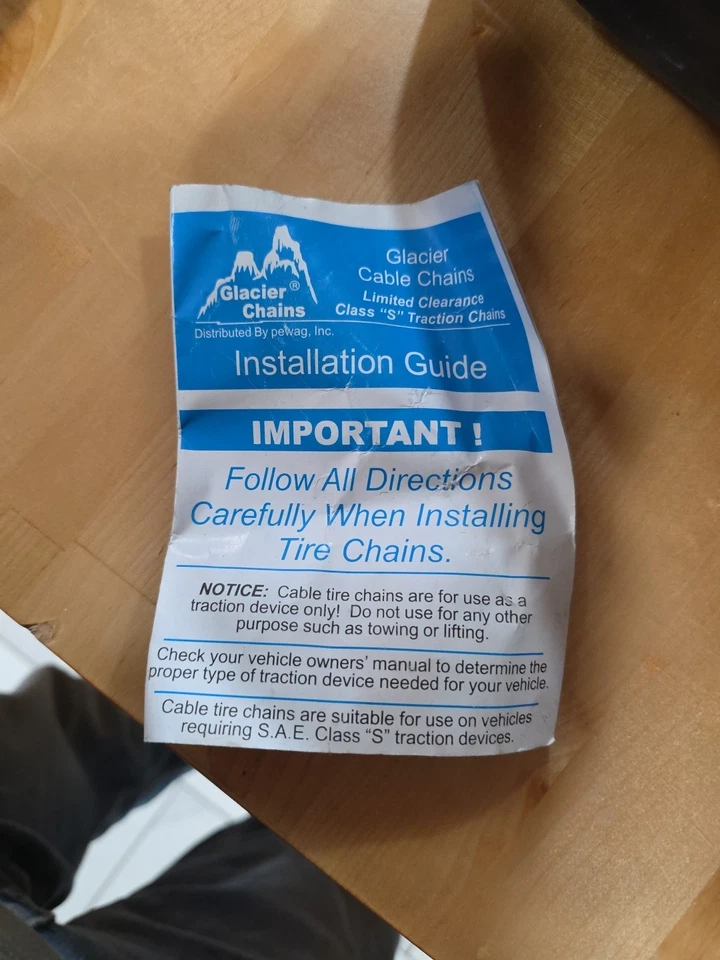 Glacier®
Chains
Distributed By pewag, Inc.
Glacier
Cable Chains
Limited Clearance
Class “S” Traction Chains
Installation Guide
IMPORTANT !
Follow All Directions
Carefully When Installing
Tire Chains.
NOTICE: Cable tire chains are for use as a
traction device only! Do not use for any other
purpose such as towing or lifting.
Check your vehicle owners’ manual to determine the
proper type of traction device needed for your vehicle.
Cable tire chains are suitable for use on vehicles
requiring S.A.E. Class “S” traction devices.